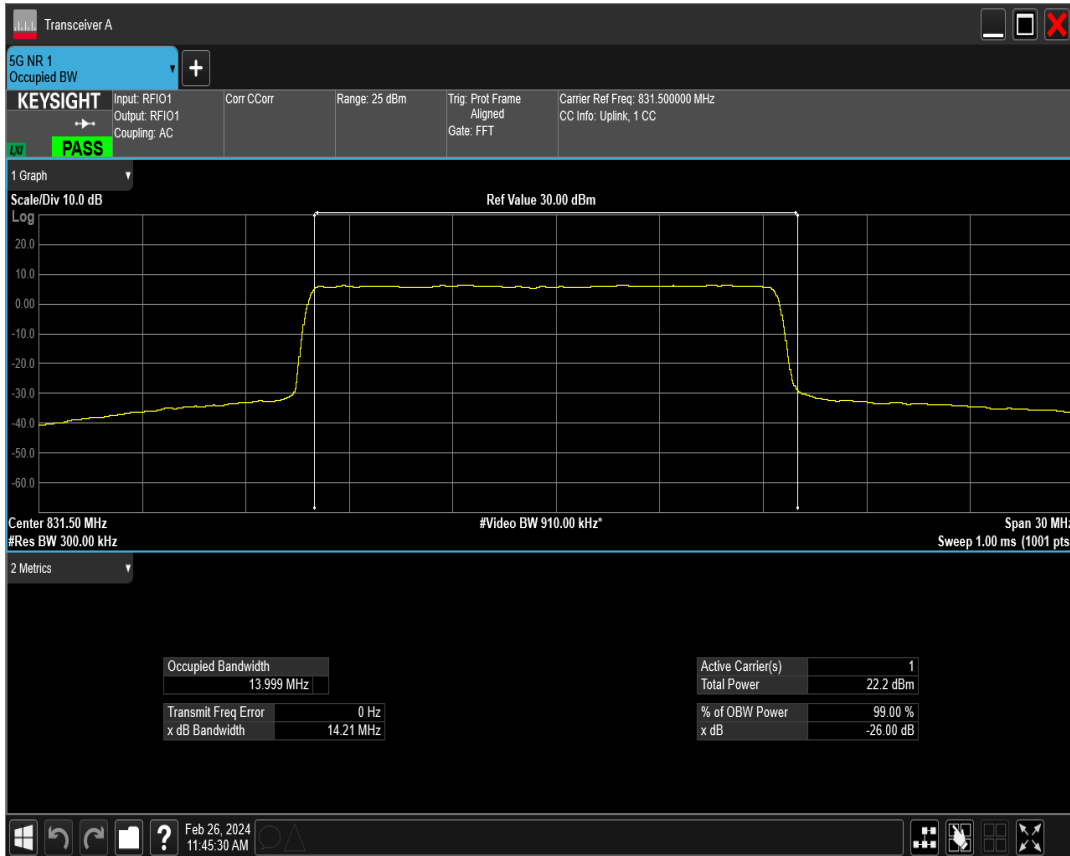 Transceiver A
5G NR 1
Occupied BW
+
KEYSIGHT
LXI
PASS
Input: RFIO1
Output: RFIO1
Coupling: AC
Corr CCorr
Range: 25 dBm
Trig: Prot Frame
Aligned
Gate: FFT
Carrier Ref Freq: 831.500000 MHz
CC Info: Uplink, 1 CC
1 Graph
Scale/Div 10.0 dB
Ref Value 30.00 dBm
Log
20.0
10.0
0.00
-10.0
-20.0
-30.0
-40.0
-50.0
-60.0
Center 831.50 MHz
#Video BW 910.00 kHz*
Span 30 MHz
#Res BW 300.00 kHz
Sweep 1.00 ms (1001 pts
2 Metrics
Occupied Bandwidth
13.999 MHz
Transmit Freq Error 0 Hz
x dB Bandwidth 14.21 MHz
Active Carrier(s) 1
Total Power 22.2 dBm
% of OBW Power 99.00 %
x dB -26.00 dB
?
Feb 26, 2024
11:45:30 AM